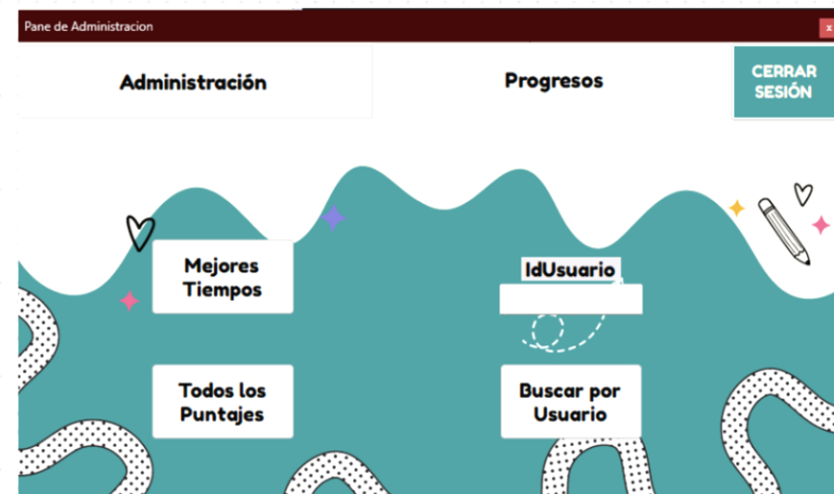 Pane de Administracion
x
Administración
Progresos
CERRAR
SESIÓN
Mejores
Tiempos
IdUsuario
Todos los
Puntajes
Buscar por
Usuario